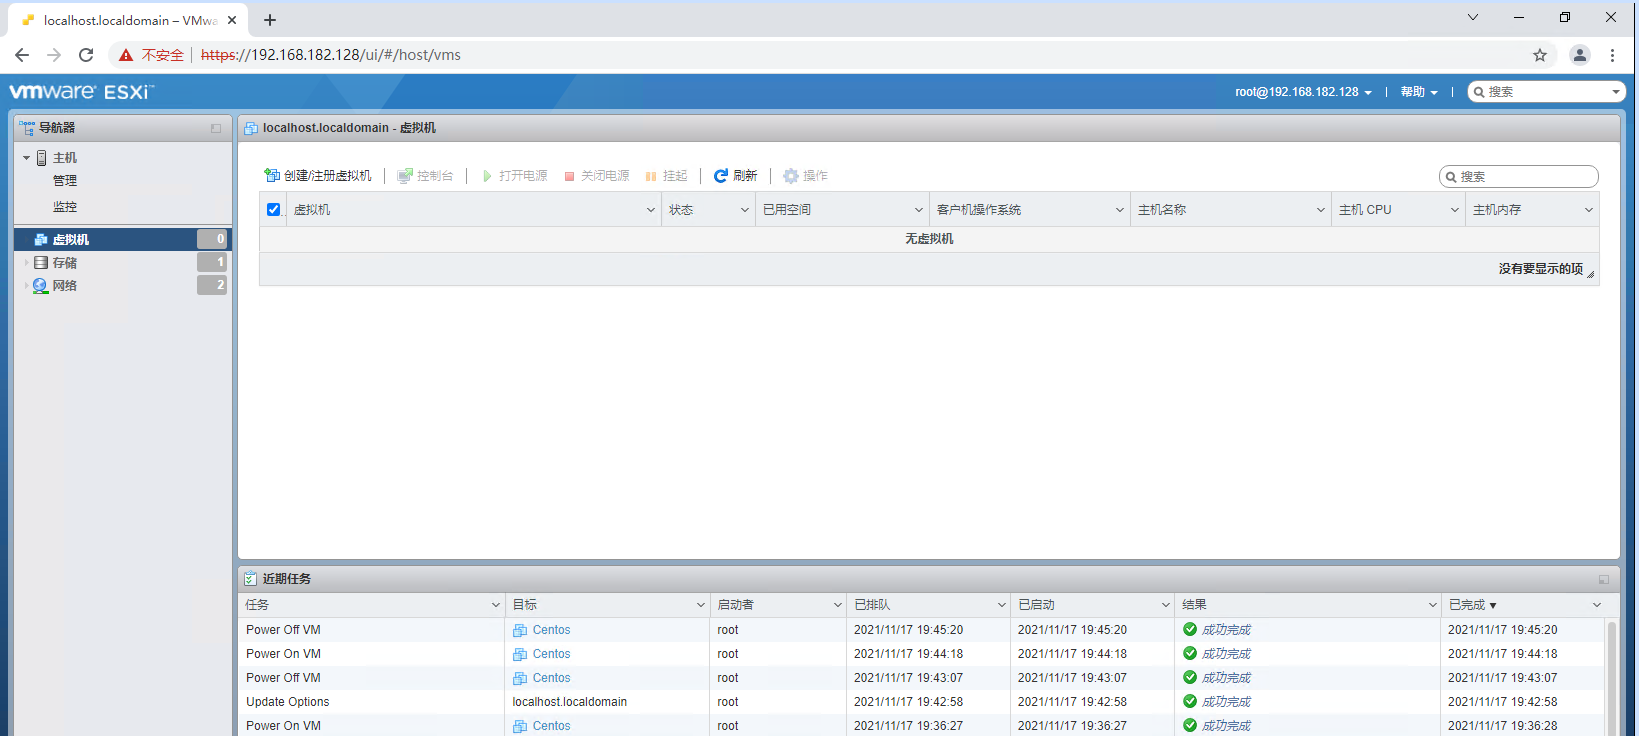 localhost.localdomain – VMwa
不安全 https://192.168.182.128/ui/#/host/vms
vmware ESXi™ root@192.168.182.128 帮助 搜索
导航器
主机
管理
监控
虚拟机 0
存储 1
网络 2
localhost.localdomain - 虚拟机
创建/注册虚拟机 控制台 打开电源 关闭电源 挂起 刷新 操作 搜索
虚拟机 状态 已用空间 客户机操作系统 主机名称 主机 CPU 主机内存
无虚拟机
没有要显示的项
近期任务
任务 目标 启动者 已排队 已启动 结果 已完成 ▼
Power Off VM Centos root 2021/11/17 19:45:20 2021/11/17 19:45:20 成功完成 2021/11/17 19:45:20
Power On VM Centos root 2021/11/17 19:44:18 2021/11/17 19:44:18 成功完成 2021/11/17 19:44:18
Power Off VM Centos root 2021/11/17 19:43:07 2021/11/17 19:43:07 成功完成 2021/11/17 19:43:07
Update Options localhost.localdomain root 2021/11/17 19:42:58 2021/11/17 19:42:58 成功完成 2021/11/17 19:42:58
Power On VM Centos root 2021/11/17 19:36:27 2021/11/17 19:36:27 成功完成 2021/11/17 19:36:28